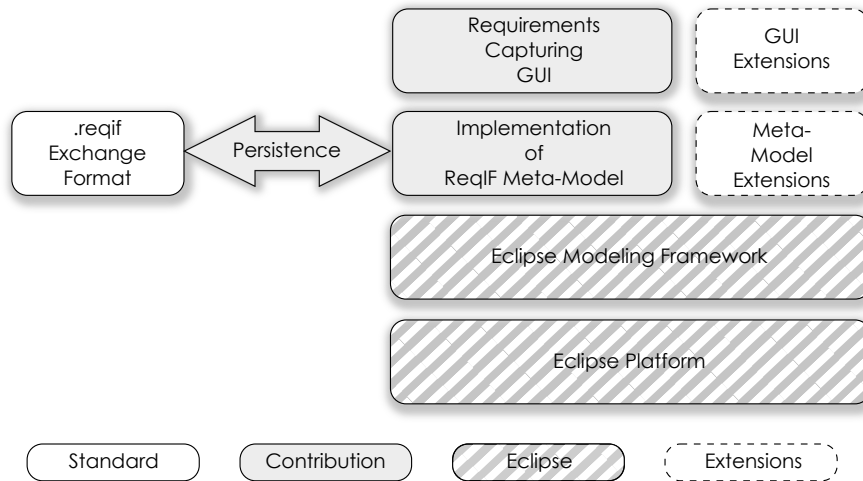 Requirements
Capturing
GUI
GUI
Extensions
.reqif
Exchange
Format
Persistence
Implementation
of
ReqIF Meta-Model
Meta-
Model
Extensions
Eclipse Modeling Framework
Eclipse Platform
Standard
Contribution
Eclipse
Extensions